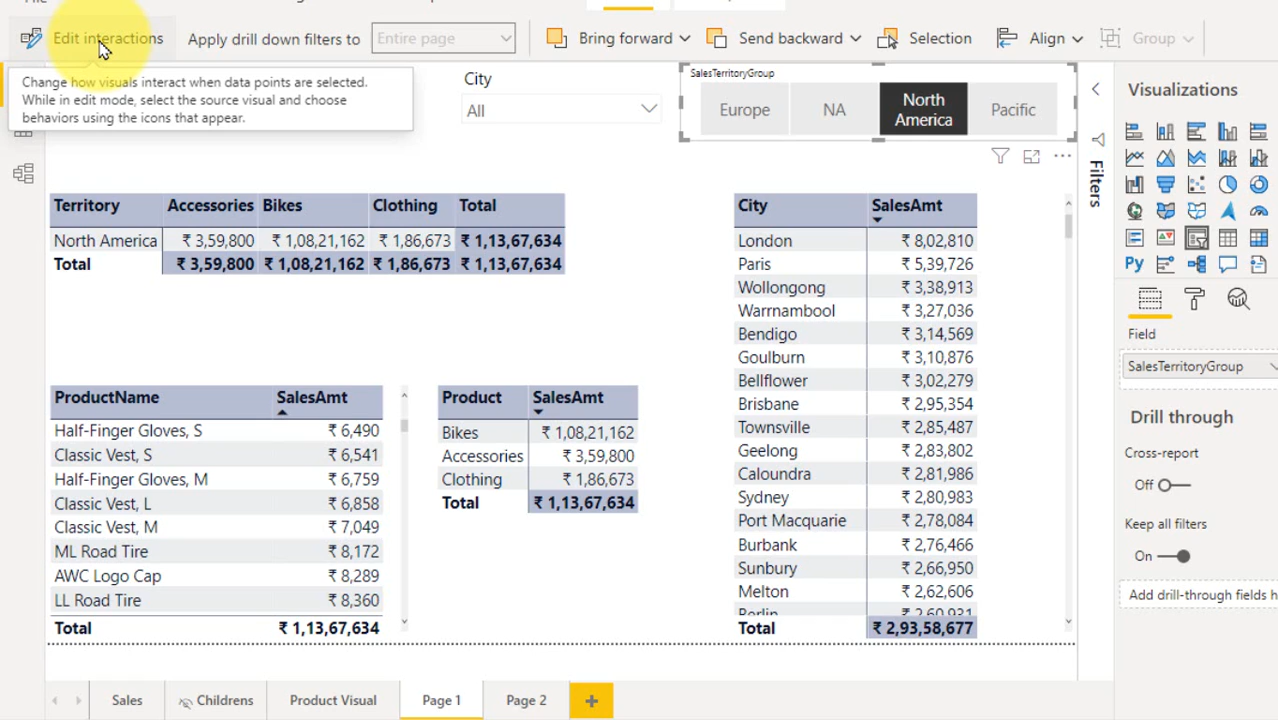 Edit interactions
Apply drill down filters to
Entire page
Bring forward
Send backward
Selection
Align
Group
Change how visuals interact when data points are selected.
While in edit mode, select the source visual and choose
behaviors using the icons that appear.
City
All
SalesTerritoryGroup
Europe
NA
North
America
Pacific
Filters
Territory Accessories Bikes Clothing Total
North America ₹ 3,59,800 ₹ 1,08,21,162 ₹ 1,86,673 ₹ 1,13,67,634
Total ₹ 3,59,800 ₹ 1,08,21,162 ₹ 1,86,673 ₹ 1,13,67,634
ProductName SalesAmt
Half-Finger Gloves, S ₹ 6,490
Classic Vest, S ₹ 6,541
Half-Finger Gloves, M ₹ 6,759
Classic Vest, L ₹ 6,858
Classic Vest, M ₹ 7,049
ML Road Tire ₹ 8,172
AWC Logo Cap ₹ 8,289
LL Road Tire ₹ 8,360
Total ₹ 1,13,67,634
Product SalesAmt
Bikes ₹ 1,08,21,162
Accessories ₹ 3,59,800
Clothing ₹ 1,86,673
Total ₹ 1,13,67,634
City SalesAmt
London ₹ 8,02,810
Paris ₹ 5,39,726
Wollongong ₹ 3,38,913
Warrnambool ₹ 3,27,036
Bendigo ₹ 3,14,569
Goulburn ₹ 3,10,876
Bellflower ₹ 3,02,279
Brisbane ₹ 2,95,354
Townsville ₹ 2,85,487
Geelong ₹ 2,83,802
Caloundra ₹ 2,81,986
Sydney ₹ 2,80,983
Port Macquarie ₹ 2,78,084
Burbank ₹ 2,76,466
Sunbury ₹ 2,66,950
Melton ₹ 2,62,606
Berlin ₹ 2,60,931
Total ₹ 2,93,58,677
Visualizations
Py
Field
SalesTerritoryGroup
Drill through
Cross-report
Off
Keep all filters
On
Add drill-through fields h
Sales
Childrens
Product Visual
Page 1
Page 2